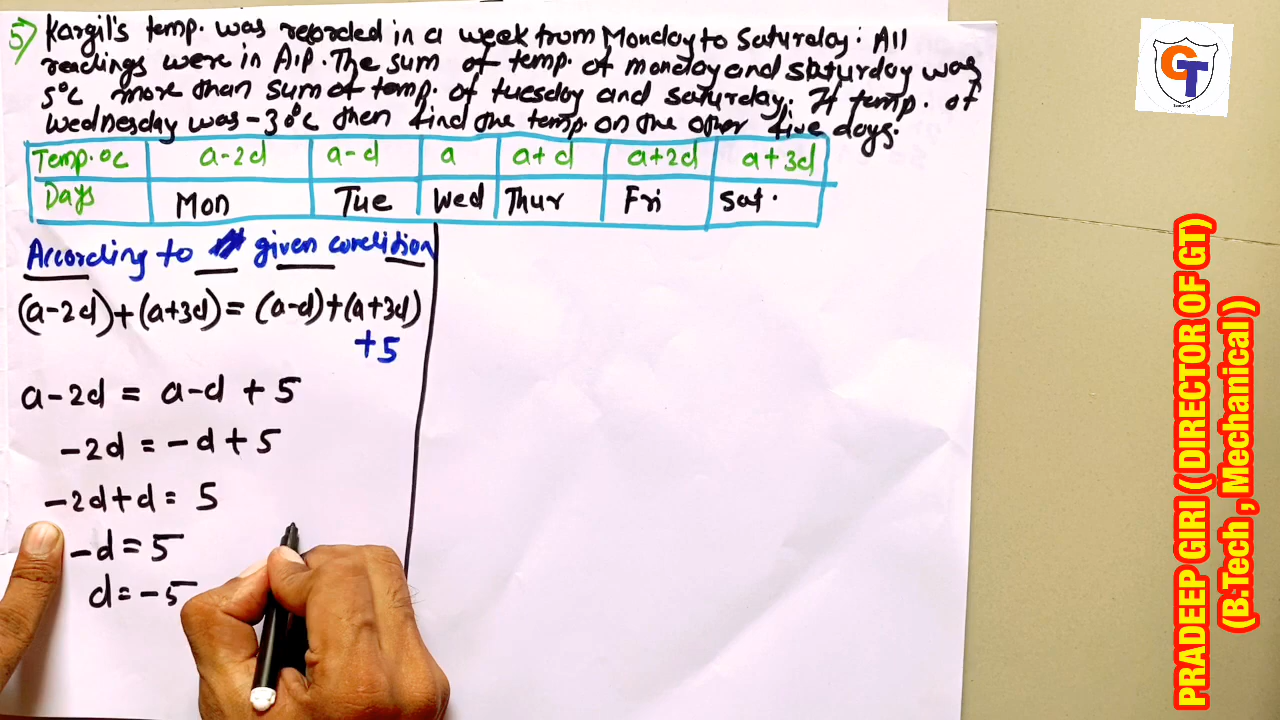 5) Kargil's temp. was recorded in a week from Monday to Saturday. All
readings were in A.P. The sum of temp. of monday and saturday was
5°C more than sum of temp. of tuesday and saturday. If temp. of
Wednesday was -30°C then find the temp. on the other five days.
Temp. °C a-2d a-d a a+d a+2d a+3d
Days Mon Tue Wed Thur Fri Sat.
According to given condition
(a-2d)+(a+3d)=(a-d)+(a+3d)
+5
a-2d = a-d +5
-2d = -d+5
-2d+d = 5
-d=5
d=-5
GT
PRADEEP GIRI (( DIRECTOR OF GT)
(B.Tech , Mechanical )